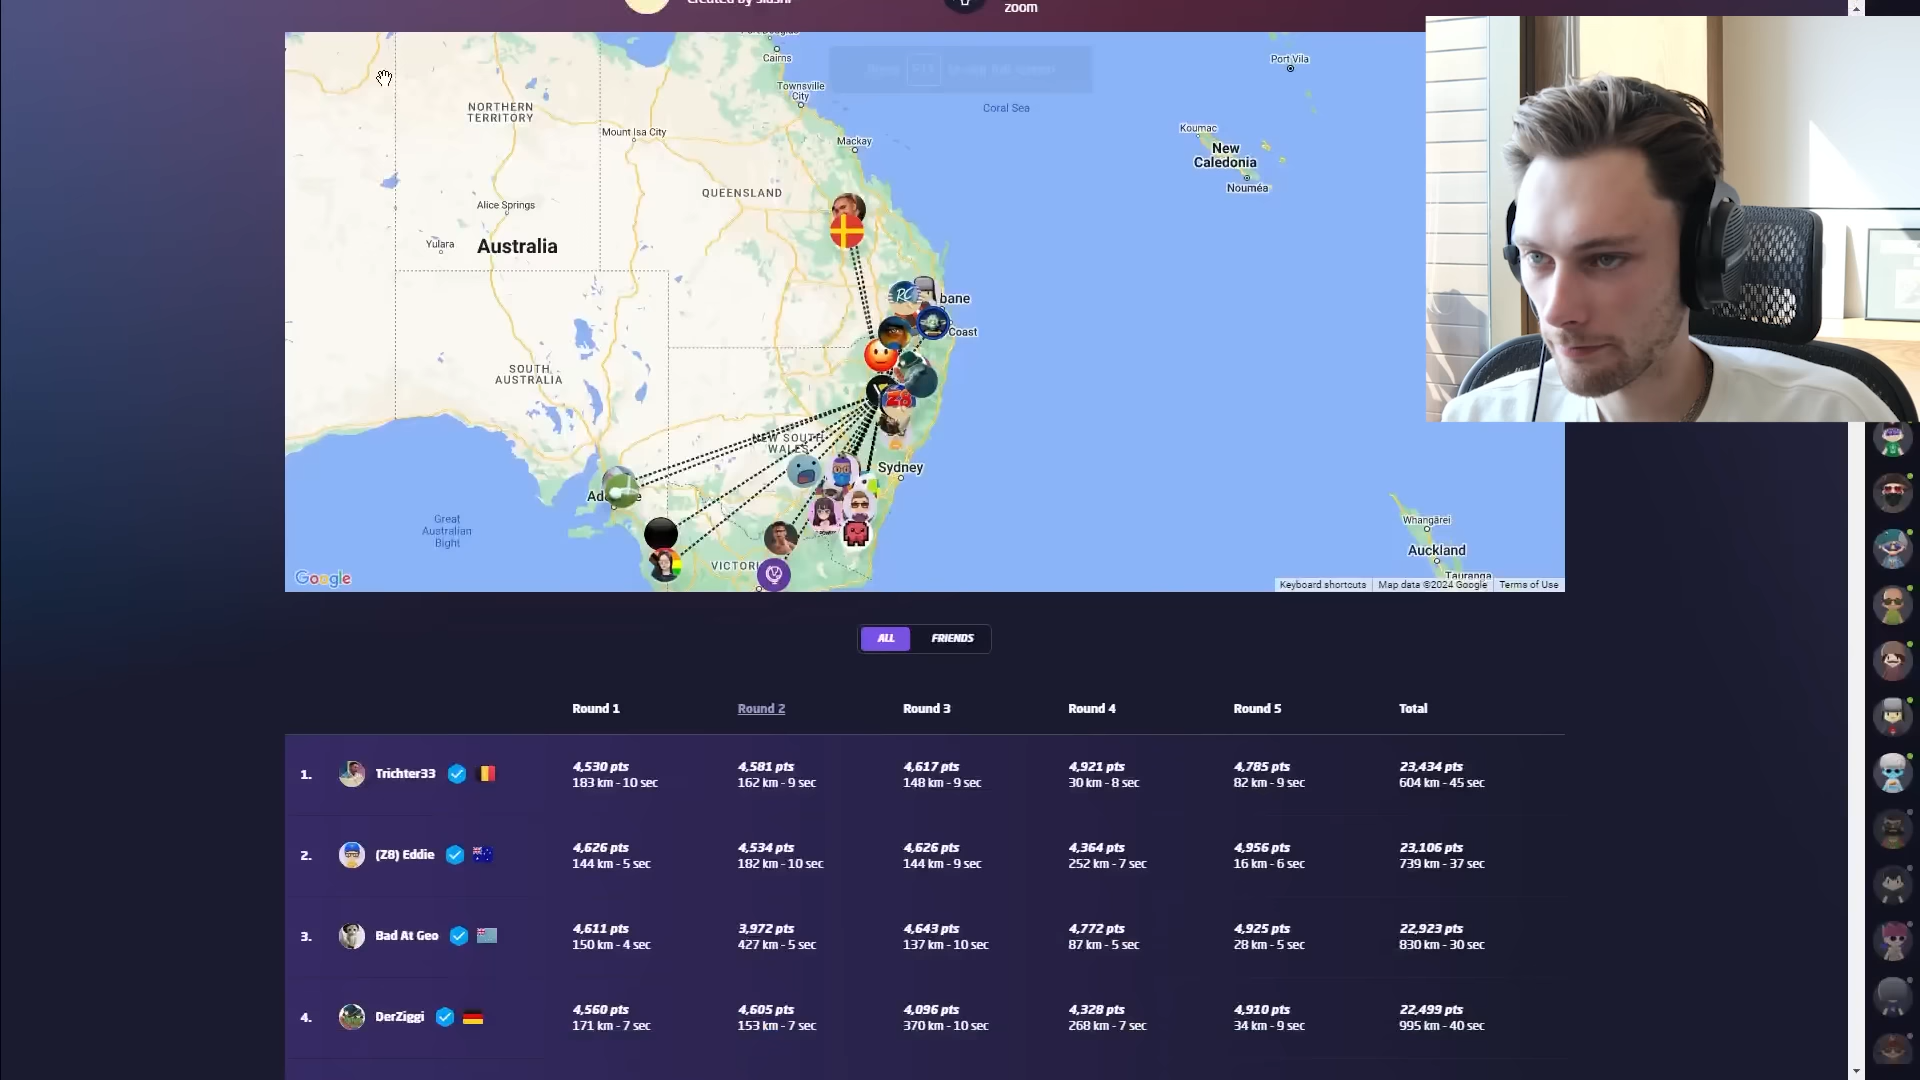 zoom
Cairns
Port Vila
Townsville
City
NORTHERN
TERRITORY
Coral Sea
Mount Isa City
Koumac
Mackay
New
Caledonia
QUEENSLAND
Nouméa
Alice Springs
Yulara
Australia
RC
bane
Coast
SOUTH
AUSTRALIA
Z8
NEW SOUTH
WALES
Sydney
Great
Australian
Bight
Whangārei
Auckland
Tauranga
Google
Keyboard shortcuts
Map data ©2024 Google
Terms of Use
ALL
FRIENDS
Round 1 Round 2 Round 3 Round 4 Round 5 Total
1. Trichter33 4,530 pts 4,581 pts 4,617 pts 4,921 pts 4,785 pts 23,434 pts
183 km - 10 sec 162 km - 9 sec 148 km - 9 sec 30 km - 8 sec 82 km - 9 sec 604 km - 45 sec
2. (Z8) Eddie 4,626 pts 4,534 pts 4,626 pts 4,364 pts 4,956 pts 23,106 pts
144 km - 5 sec 182 km - 10 sec 144 km - 9 sec 252 km - 7 sec 16 km - 6 sec 739 km - 37 sec
3. Bad At Geo 4,611 pts 3,972 pts 4,643 pts 4,772 pts 4,925 pts 22,923 pts
150 km - 4 sec 427 km - 5 sec 137 km - 10 sec 87 km - 5 sec 28 km - 5 sec 830 km - 30 sec
4. DerZiggi 4,560 pts 4,605 pts 4,096 pts 4,328 pts 4,910 pts 22,499 pts
171 km - 7 sec 153 km - 7 sec 370 km - 10 sec 268 km - 7 sec 34 km - 9 sec 995 km - 40 sec